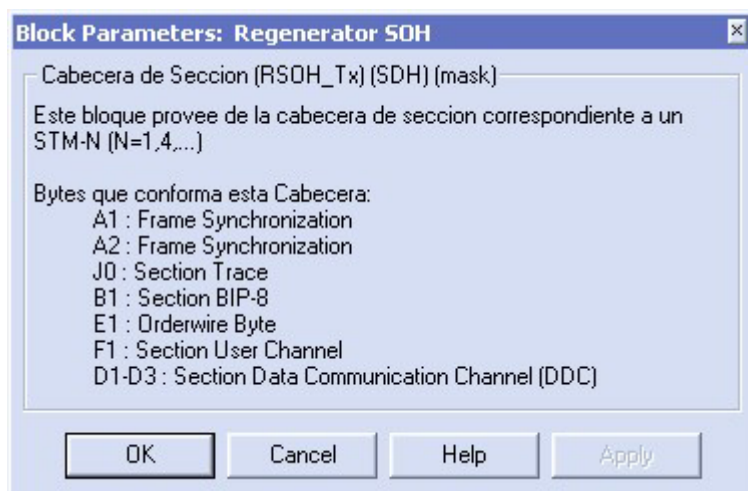 Block Parameters: Regenerator SOH
Cabecera de Seccion (RSOH_Tx) (SDH) (mask)
Este bloque provee de la cabecera de seccion correspondiente a un
STM-N (N=1,4,...)
Bytes que conforma esta Cabecera:
A1 : Frame Synchronization
A2 : Frame Synchronization
J0 : Section Trace
B1 : Section BIP-8
E1 : Orderwire Byte
F1 : Section User Channel
D1-D3 : Section Data Communication Channel (DDC)
OK Cancel Help Apply